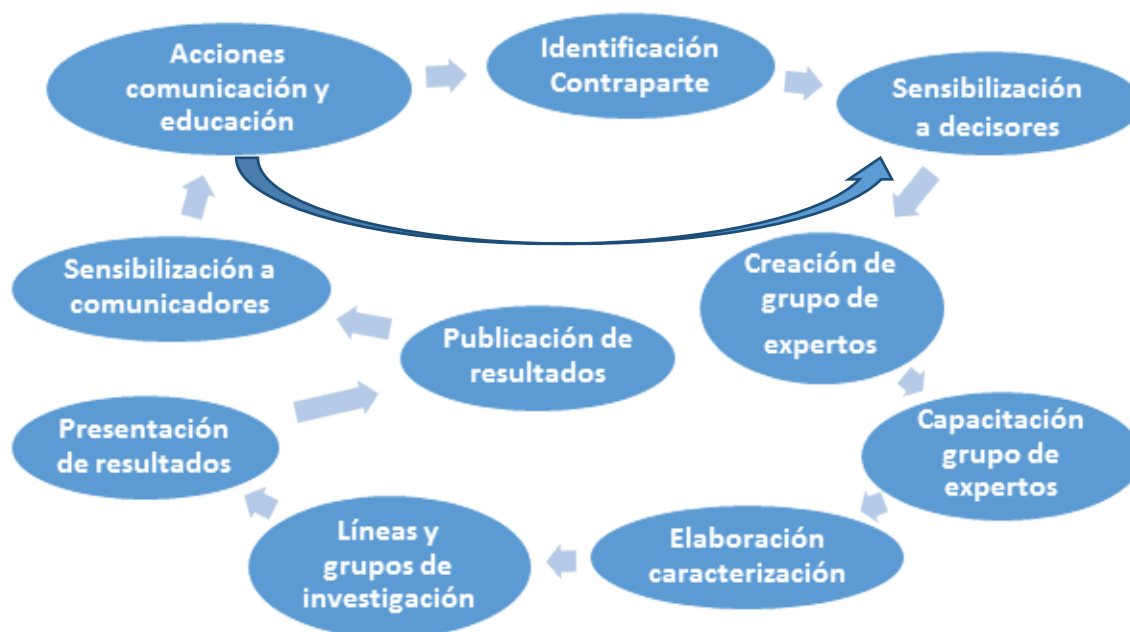 Acciones
comunicación y
educación
Identificación
Contraparte
Sensibilización
a decisores
Creación de
grupo de
expertos
Capacitación
grupo de
expertos
Elaboración
caracterización
Líneas y
grupos de
investigación
Presentación
de resultados
Publicación de
resultados
Sensibilización a
comunicadores